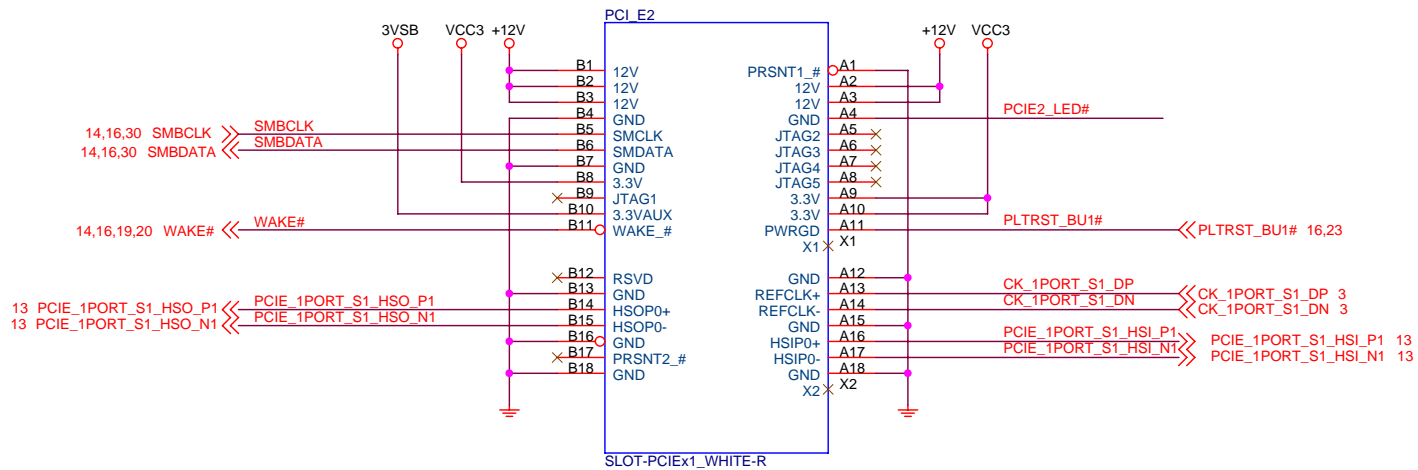 PCI_E2
3VSB VCC3 +12V +12V VCC3
B1 12V PRSNT1_# A1
B2 12V 12V A2
B3 12V 12V A3
B4 GND GND A4 PCIE2_LED#
14,16,30 SMBCLK SMBCLK B5 SMCLK JTAG2 A5
14,16,30 SMBDATA SMBDATA B6 SMDATA JTAG3 A6
B7 GND JTAG4 A7
B8 3.3V JTAG5 A8
B9 JTAG1 3.3V A9
B10 3.3VAUX 3.3V A10
14,16,19,20 WAKE# WAKE# B11 WAKE_# PWRGD A11 PLTRST_BU1# PLTRST_BU1# 16,23
X1 X1
B12 RSVD GND A12
B13 GND REFCLK+ A13 CK_1PORT_S1_DP CK_1PORT_S1_DP 3
13 PCIE_1PORT_S1_HSO_P1 PCIE_1PORT_S1_HSO_P1 B14 HSOP0+ REFCLK- A14 CK_1PORT_S1_DN CK_1PORT_S1_DN 3
13 PCIE_1PORT_S1_HSO_N1 PCIE_1PORT_S1_HSO_N1 B15 HSOP0- GND A15
B16 GND HSIP0+ A16 PCIE_1PORT_S1_HSI_P1 PCIE_1PORT_S1_HSI_P1 13
B17 PRSNT2_# HSIP0- A17 PCIE_1PORT_S1_HSI_N1 PCIE_1PORT_S1_HSI_N1 13
B18 GND GND A18
X2 X2
SLOT-PCIEx1_WHITE-R